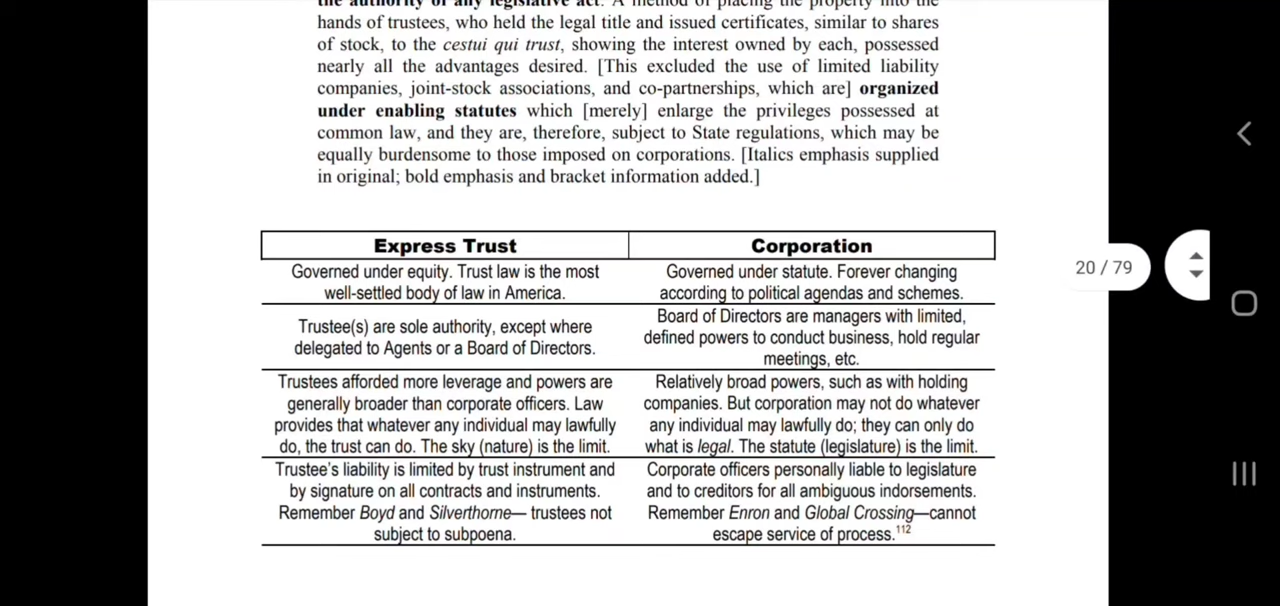 the authority of any legislative act. A method of placing the property into the
hands of trustees, who held the legal title and issued certificates, similar to shares
of stock, to the cestui qui trust, showing the interest owned by each, possessed
nearly all the advantages desired. [This excluded the use of limited liability
companies, joint-stock associations, and co-partnerships, which are] organized
under enabling statutes which [merely] enlarge the privileges possessed at
common law, and they are, therefore, subject to State regulations, which may be
equally burdensome to those imposed on corporations. [Italics emphasis supplied
in original; bold emphasis and bracket information added.]
Express Trust
Corporation
Governed under equity. Trust law is the most
well-settled body of law in America.
Governed under statute. Forever changing
according to political agendas and schemes.
Trustee(s) are sole authority, except where
delegated to Agents or a Board of Directors.
Board of Directors are managers with limited,
defined powers to conduct business, hold regular
meetings, etc.
Trustees afforded more leverage and powers are
generally broader than corporate officers. Law
provides that whatever any individual may lawfully
do, the trust can do. The sky (nature) is the limit.
Relatively broad powers, such as with holding
companies. But corporation may not do whatever
any individual may lawfully do; they can only do
what is legal. The statute (legislature) is the limit.
Trustee's liability is limited by trust instrument and
by signature on all contracts and instruments.
Remember Boyd and Silverthorne— trustees not
subject to subpoena.
Corporate officers personally liable to legislature
and to creditors for all ambiguous indorsements.
Remember Enron and Global Crossing—cannot
escape service of process.112
20 / 79